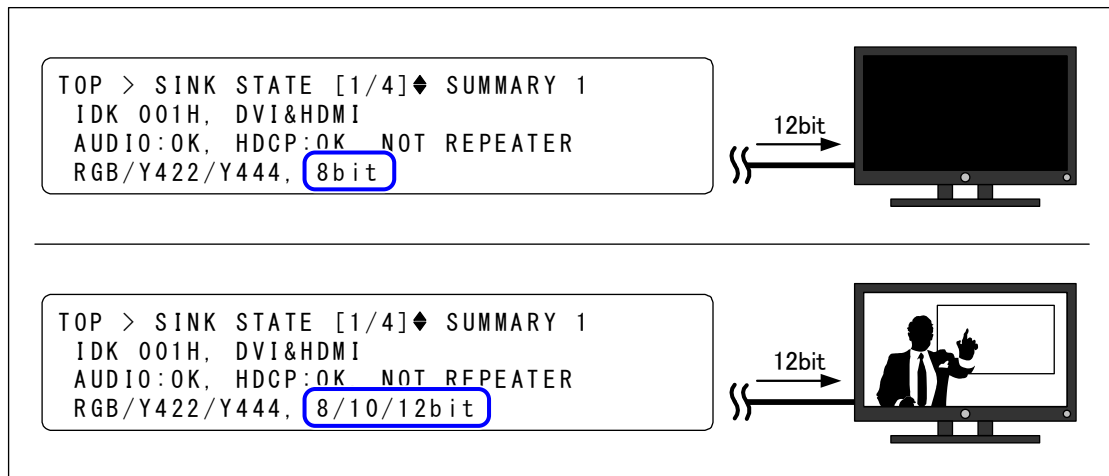 TOP > SINK STATE [1/4]♦ SUMMARY 1
IDK 001H, DVI&HDMI
AUDIO:OK, HDCP:OK, NOT REPEATER
RGB/Y422/Y444, 8bit
12bit
TOP > SINK STATE [1/4]♦ SUMMARY 1
IDK 001H, DVI&HDMI
AUDIO:OK, HDCP:OK, NOT REPEATER
RGB/Y422/Y444, 8/10/12bit
12bit